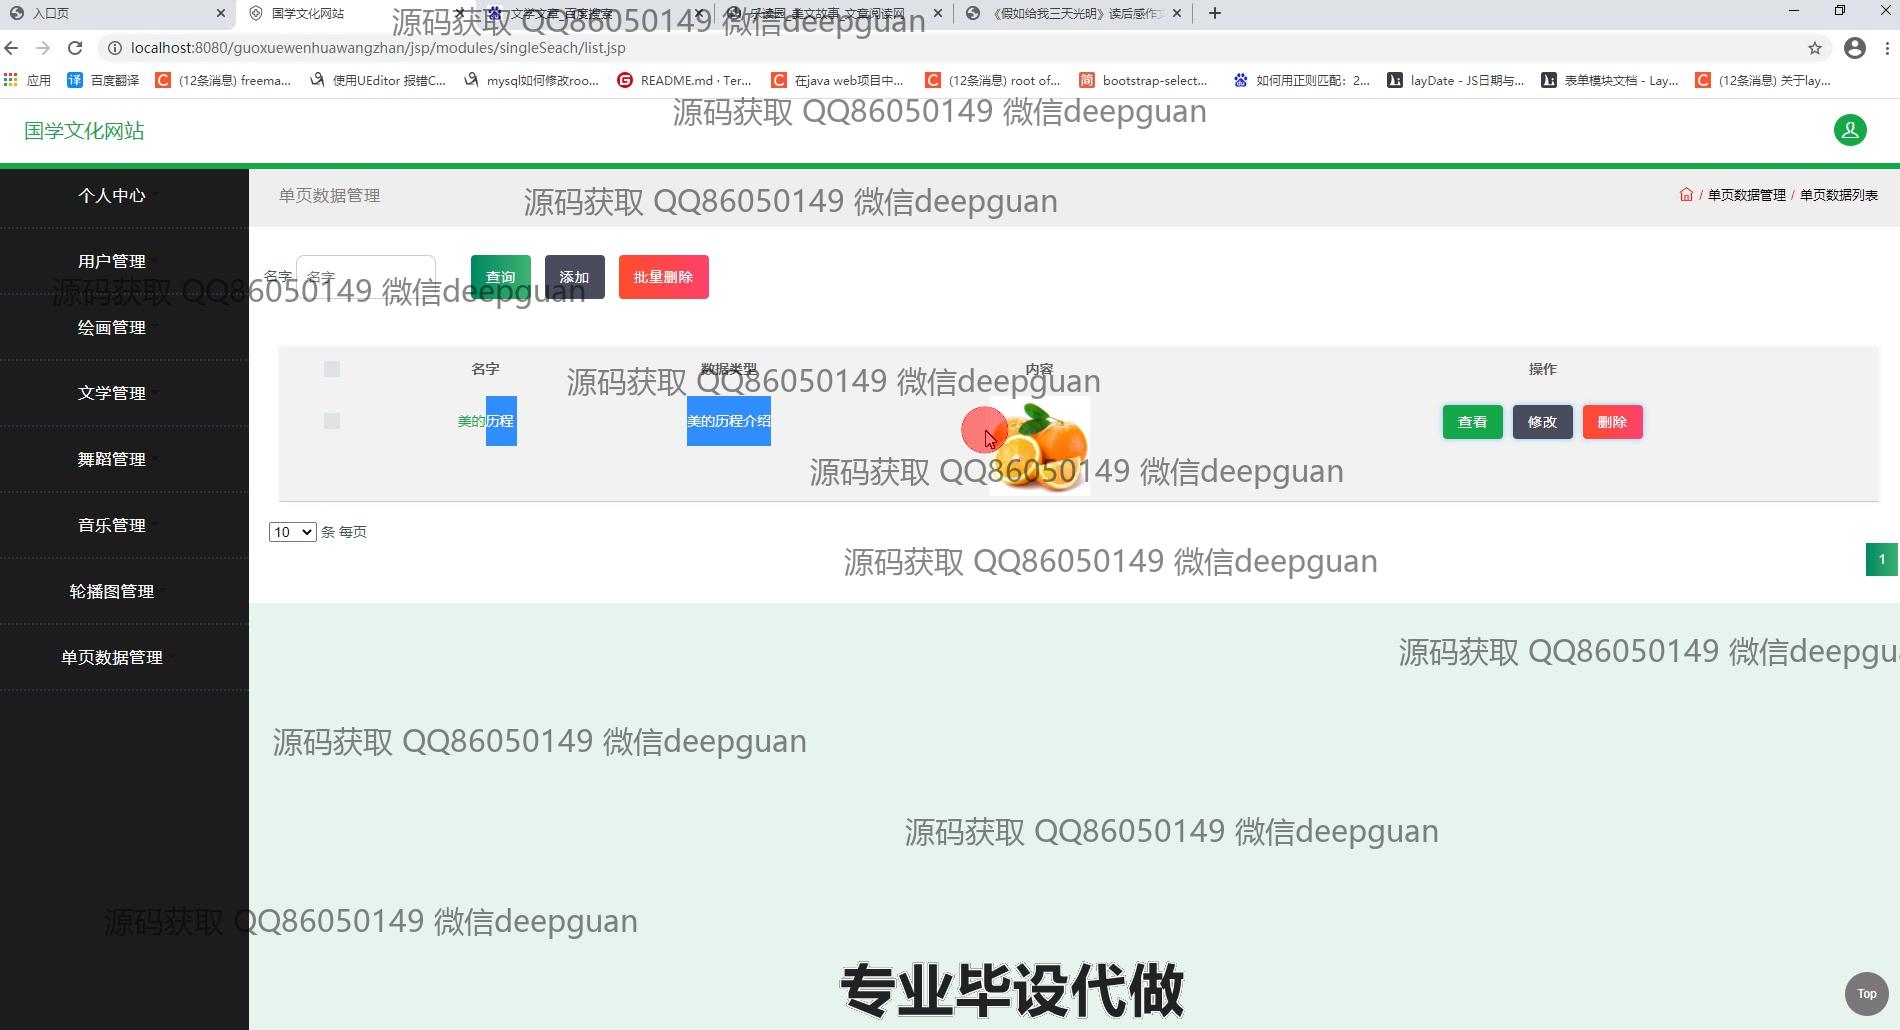 入口页
国学文化网站
文学文章_百度搜索
乐读网_美文故事_文章阅读网
《假如给我三天光明》读后感作文
源码获取 QQ86050149 微信deepguan
localhost:8080/guoxuewenhuawangzhan/jsp/modules/singleSeach/list.jsp
应用
百度翻译
(12条消息) freema...
使用UEditor 报错C...
mysql如何修改roo...
README.md · Ter...
在java web项目中...
(12条消息) root of...
bootstrap-select...
如何用正则匹配：2...
layDate - JS日期与...
表单模块文档 - Lay...
(12条消息) 关于lay...
源码获取 QQ86050149 微信deepguan
国学文化网站
个人中心
单页数据管理
源码获取 QQ86050149 微信deepguan
/ 单页数据管理 / 单页数据列表
用户管理
名字 名字 查询 添加 批量删除
源码获取 QQ86050149 微信deepguan
绘画管理
名字 数据类型 内容 操作
源码获取 QQ86050149 微信deepguan
文学管理
美的历程 美的历程介绍 查看 修改 删除
舞蹈管理
源码获取 QQ86050149 微信deepguan
音乐管理
10 条 每页
源码获取 QQ86050149 微信deepguan
1
轮播图管理
单页数据管理
源码获取 QQ86050149 微信deepgu
源码获取 QQ86050149 微信deepguan
源码获取 QQ86050149 微信deepguan
源码获取 QQ86050149 微信deepguan
专业毕设代做
Top